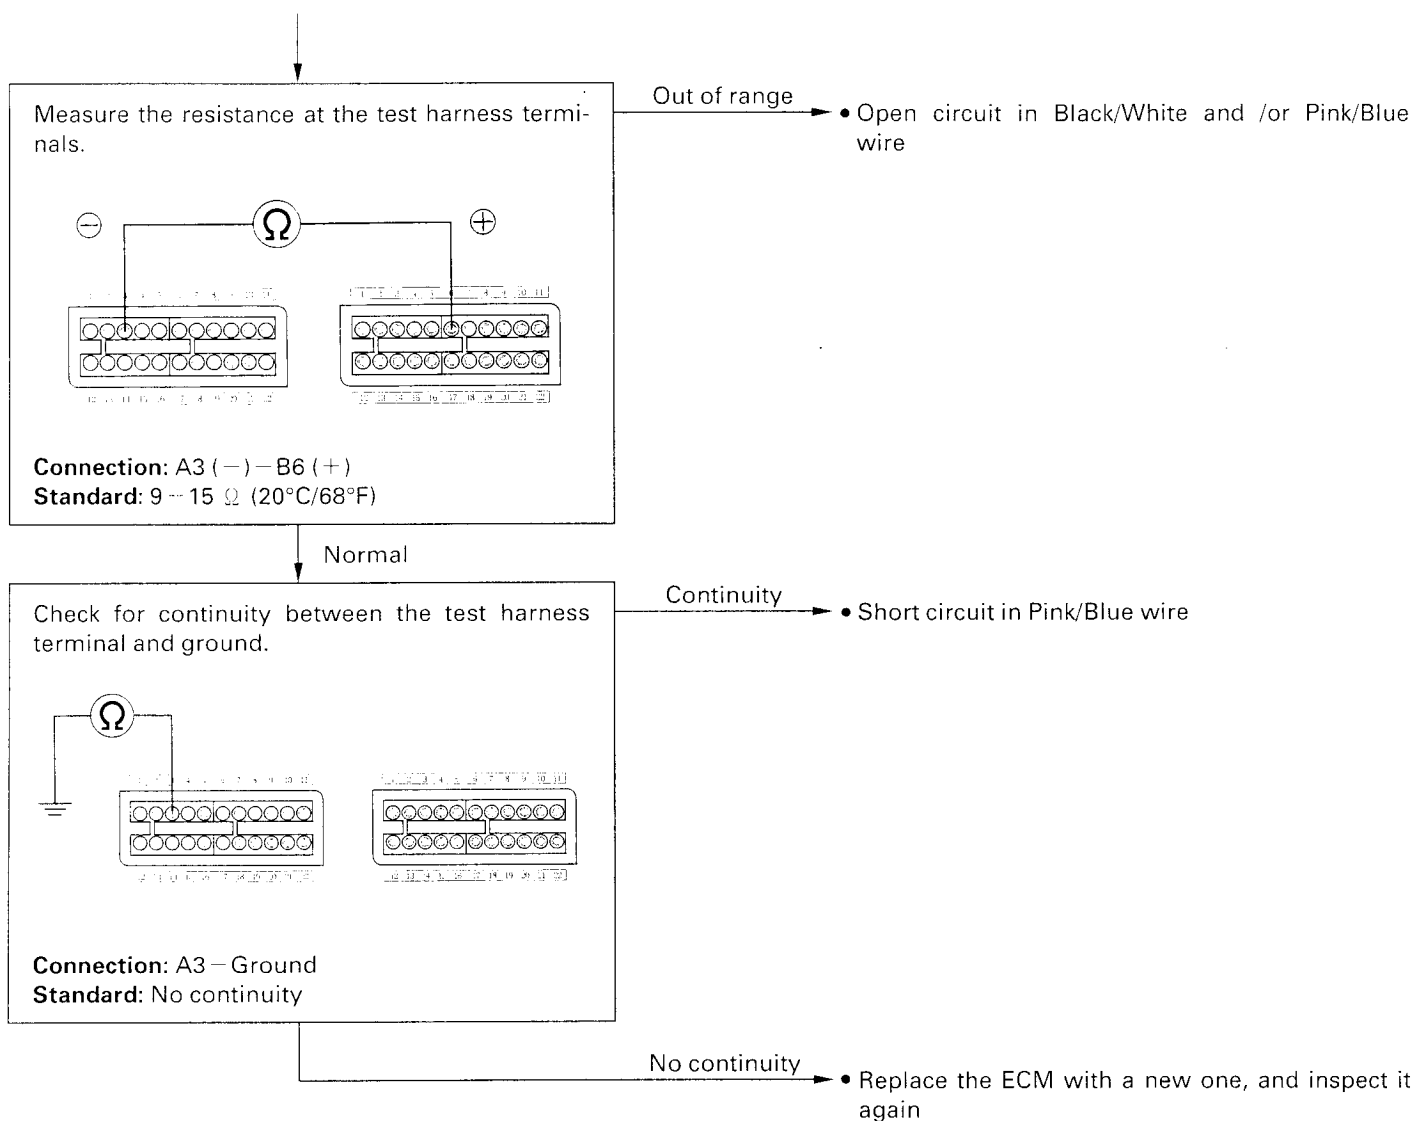 Measure the resistance at the test harness termi-
nals.
Out of range
• Open circuit in Black/White and /or Pink/Blue
wire
Ω
Connection: A3 (−) − B6 (+)
Standard: 9 − 15 Ω (20°C/68°F)
Normal
Check for continuity between the test harness
terminal and ground.
Continuity
• Short circuit in Pink/Blue wire
Ω
Connection: A3 − Ground
Standard: No continuity
No continuity
• Replace the ECM with a new one, and inspect it
again